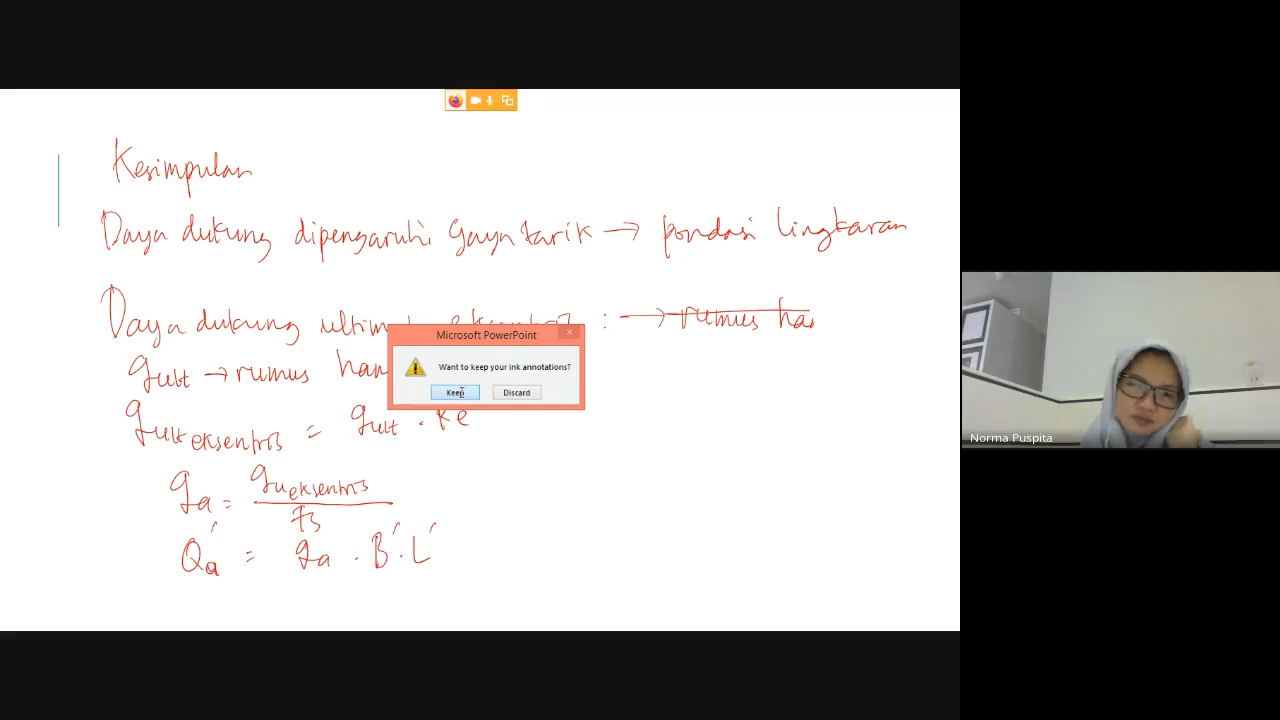 Kesimpulan
Daya dukung dipengaruhi gaya tarik → pondasi lingkaran
Daya dukung ultimate : → rumus han
qult → rumus han
qult eksentris = qult . Re
qa = qu eksentris / FS
Qa' = qa . B' . L'
Microsoft PowerPoint
Want to keep your ink annotations?
Keep Discard
Norma Puspita